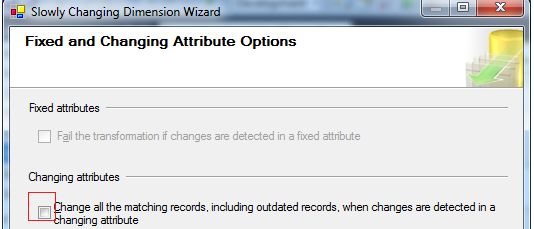 Slowly Changing Dimension Wizard
Fixed and Changing Attribute Options
Fixed attributes
Fail the transformation if changes are detected in a fixed attribute
Changing attributes
Change all the matching records, including outdated records, when changes are detected in a
changing attribute